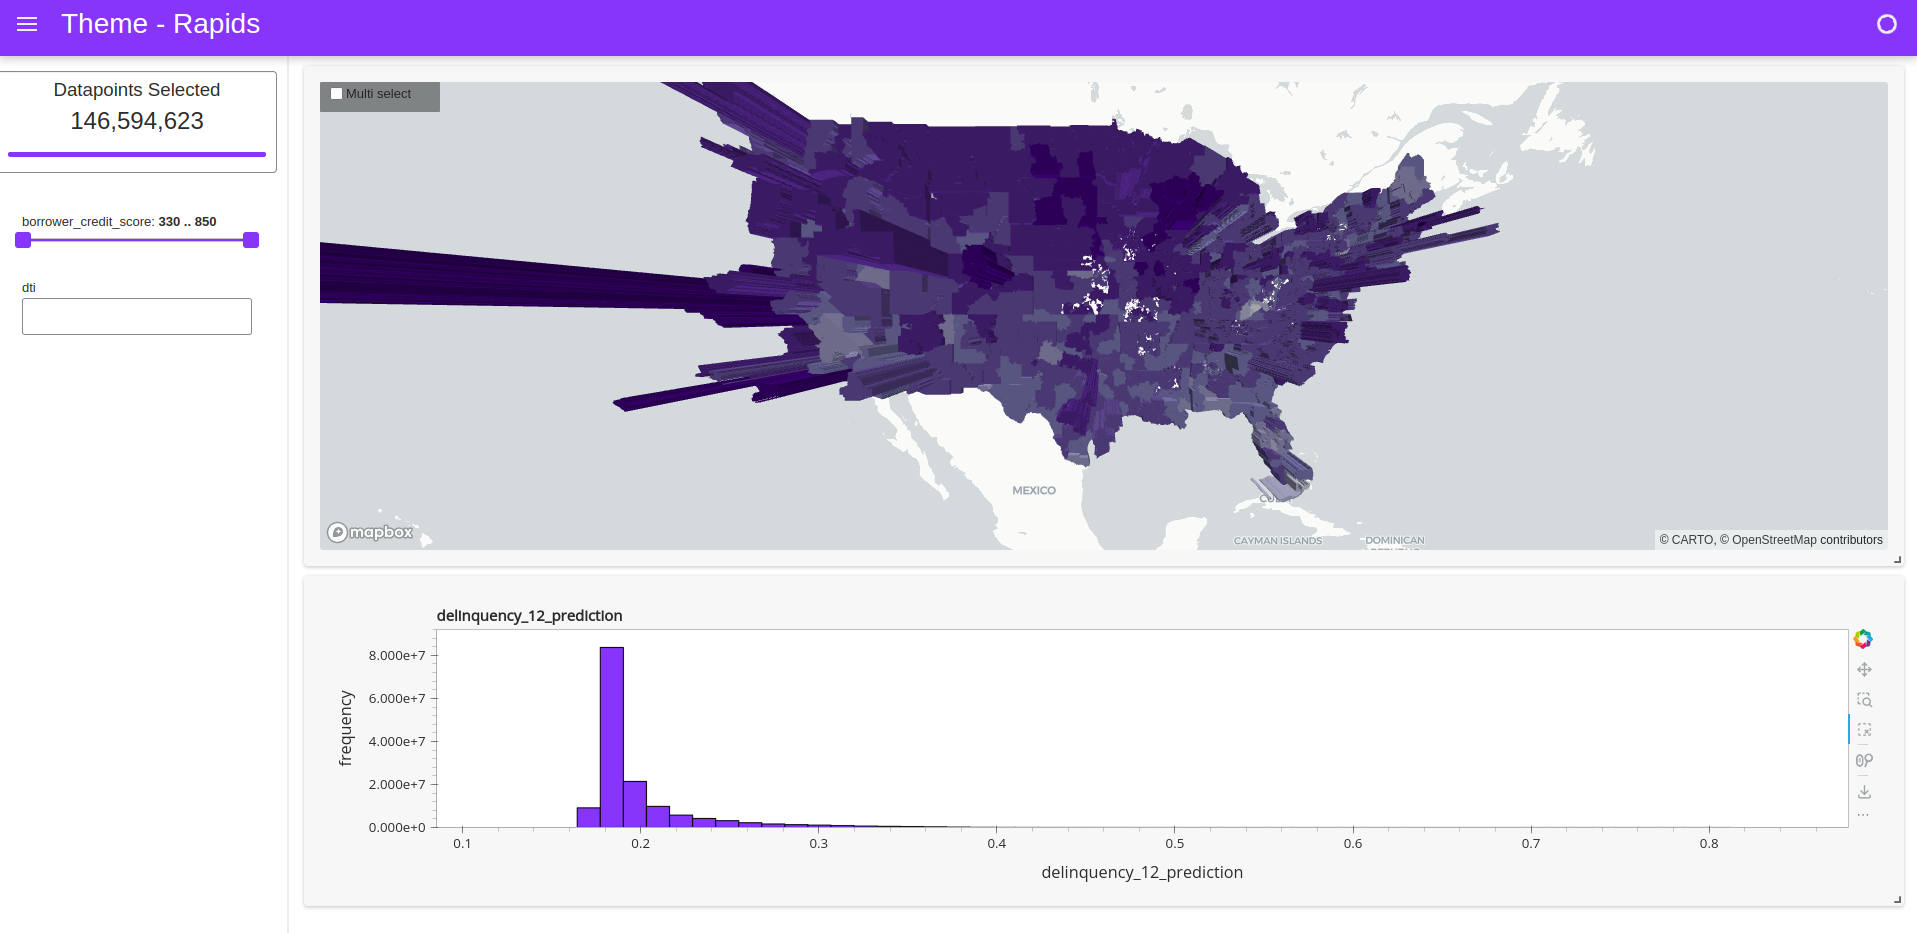 Theme - Rapids
Datapoints Selected
146,594,623
borrower_credit_score: 330 .. 850
dti
Multi select
MEXICO
CAYMAN ISLANDS
DOMINICAN
mapbox
© CARTO, © OpenStreetMap contributors
delinquency_12_prediction
frequency
8.000e+7
6.000e+7
4.000e+7
2.000e+7
0.000e+0
0.1 0.2 0.3 0.4 0.5 0.6 0.7 0.8
delinquency_12_prediction